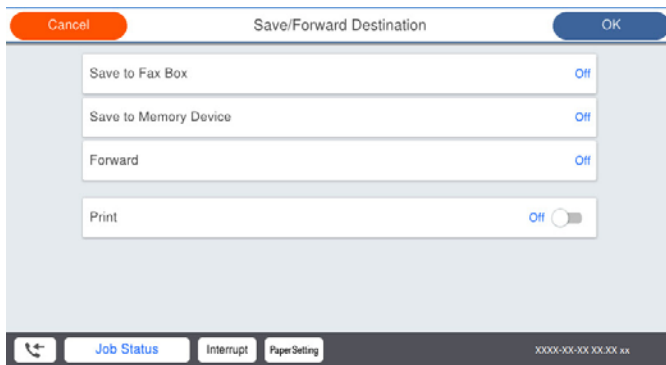 Cancel Save/Forward Destination OK
Save to Fax Box Off
Save to Memory Device Off
Forward Off
Print Off
Job Status Interrupt PaperSetting XXXX-XX-XX XX:XX xx